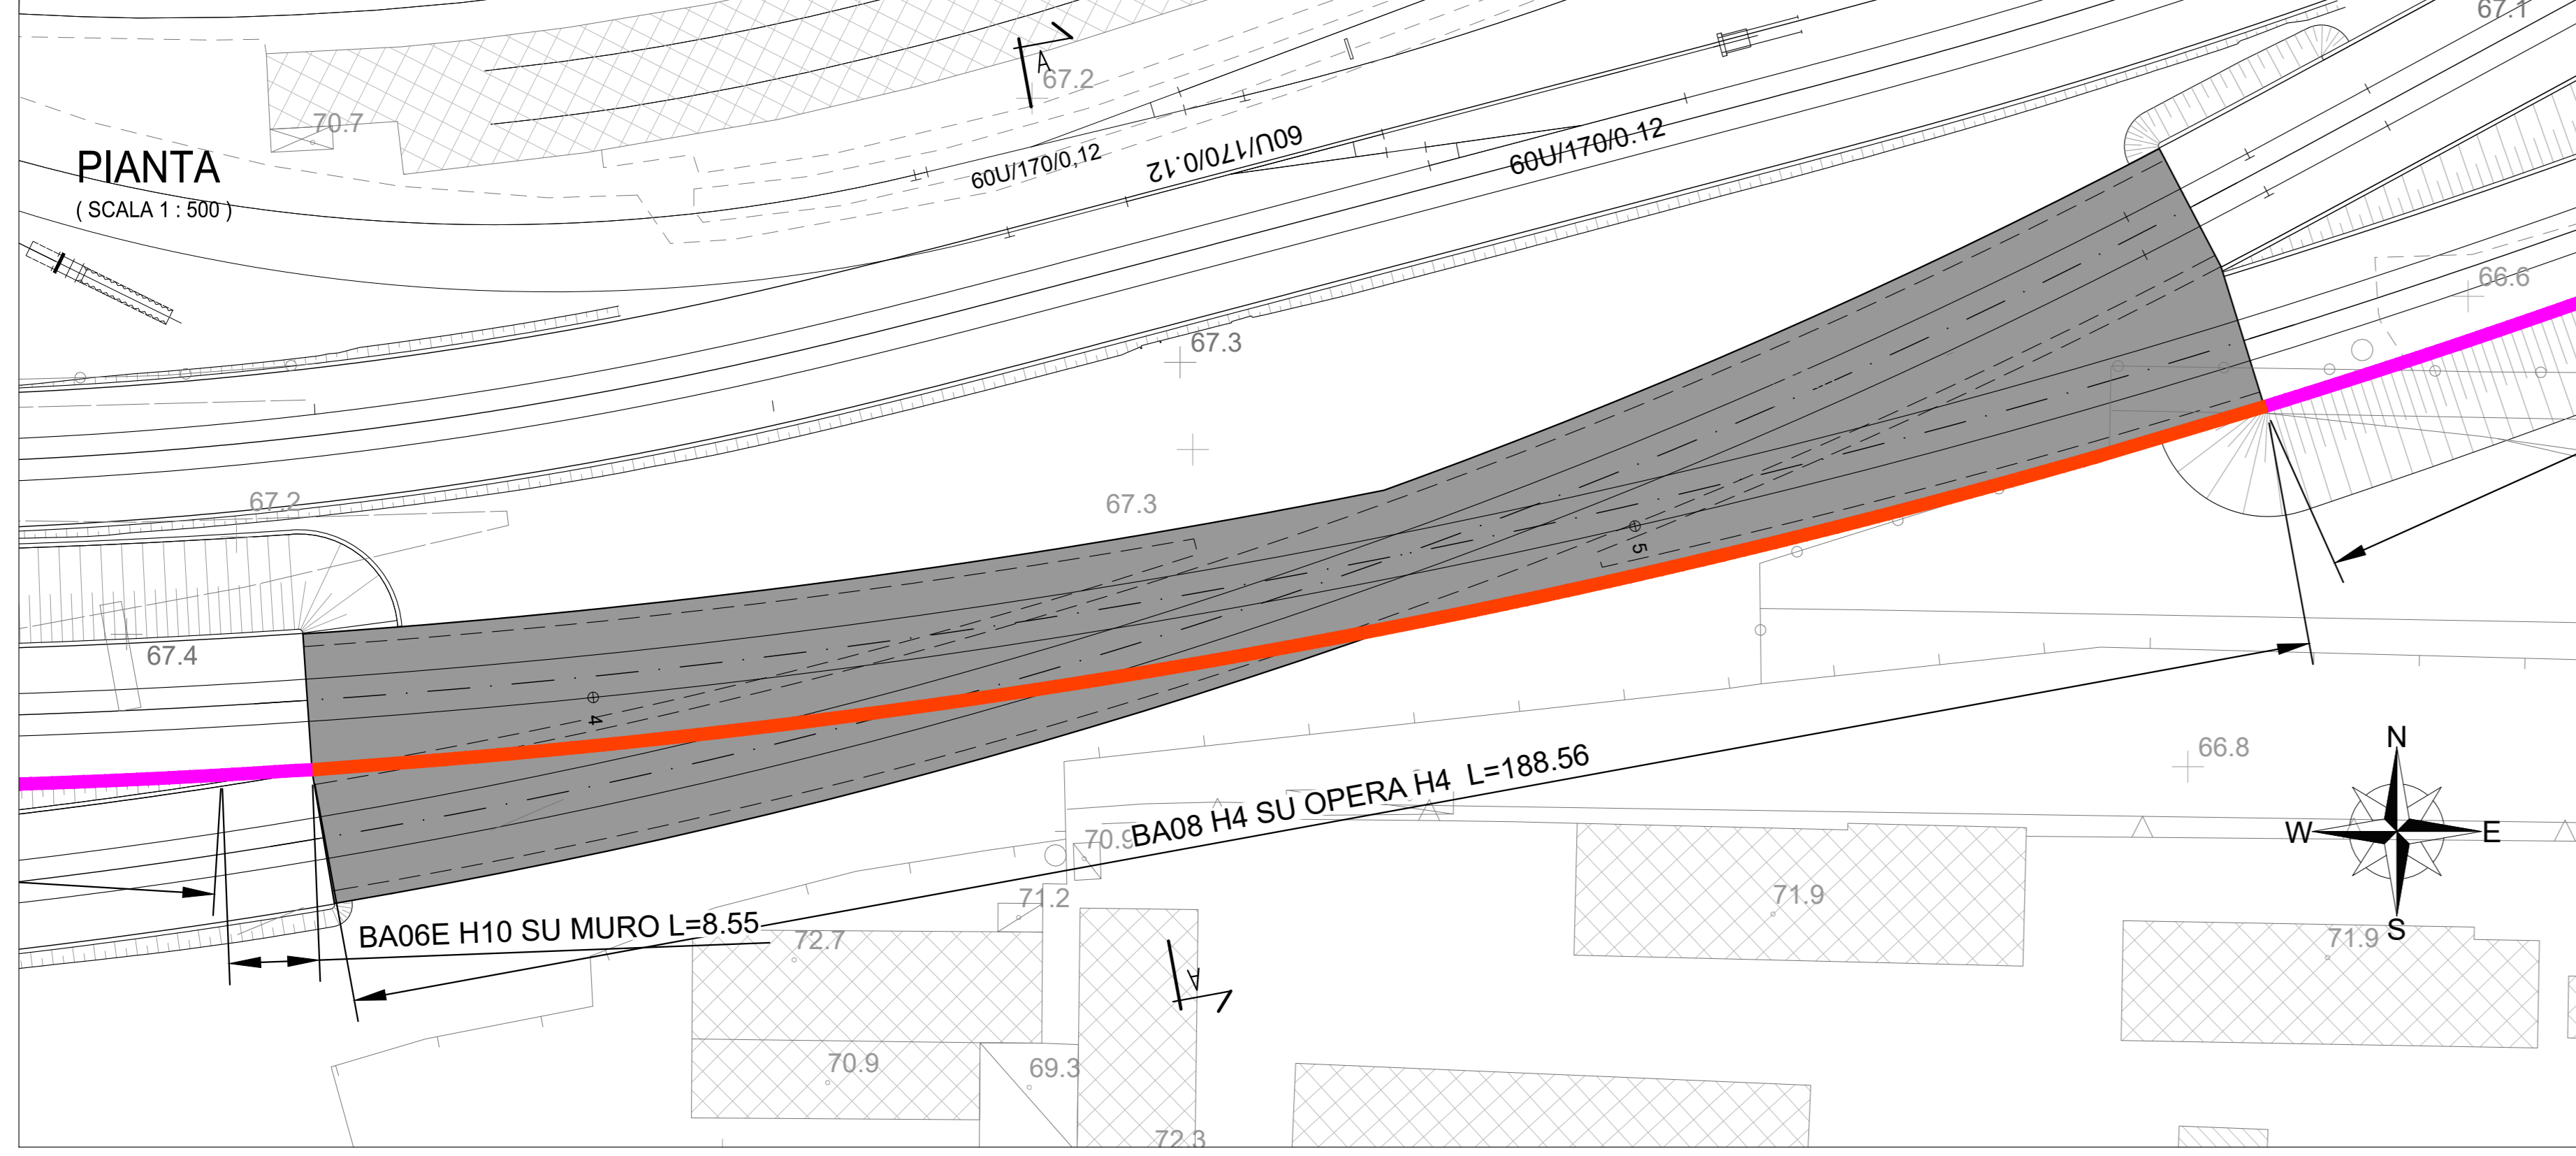 67.1
A
67.2
70.7
PIANTA
( SCALA 1 : 500 )
60U/170/0,12
60U/170/0.12
60U/170/0.12
66.6
67.3
67.2
67.3
5
67.4
4
N
W
E
S
66.8
BA08 H4 SU OPERA H4 L=188.56
70.9
71.2
71.9
BA06E H10 SU MURO L=8.55
72.7
71.9
A
70.9
69.3
72.3